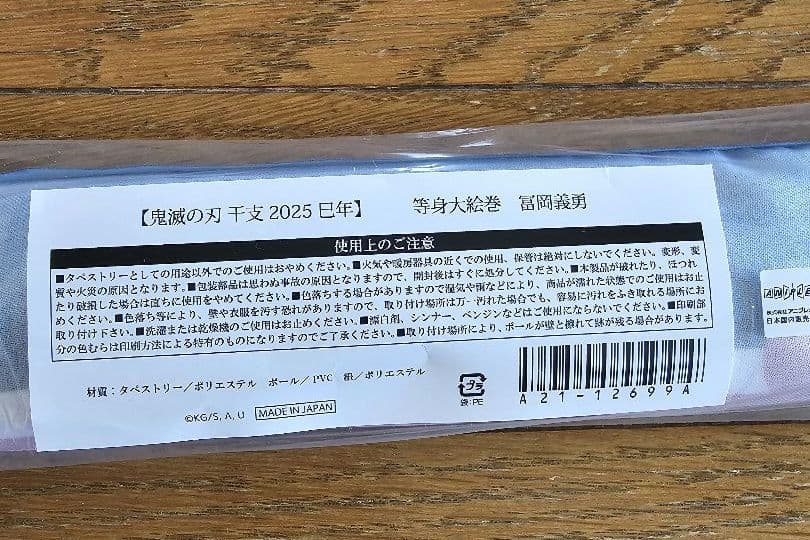 【鬼滅の刃 干支 2025 巳年】 等身大絵巻 冨岡義勇
使用上のご注意
■タペストリーとしての用途以外でのご使用はおやめください。■火気や暖房器具の近くでの使用、保管は絶対にしないでください。変形、変
質や火災の原因となります。■包装部品は思わぬ事故の原因となりますので、開封後はすぐに処分してください。■本製品が破れたり、ほつれ
たり破損した場合は直ちに使用をやめてください。■色落ちする場合がありますので湿気や雨などにより、商品が濡れた状態でのご使用はお止
めください。■色落ち等により、壁や衣服を汚す恐れがありますので、取り付け場所は万一汚れた場合でも、容易に汚れをふき取れる場所にお
取り付け下さい。■洗濯または乾燥機のご使用はお止めください。■漂白剤、シンナー、ベンジンなどはご使用にならないでください。■印刷部
分の色むらは印刷方法による特有のものになりますのでご了承ください。■取り付け場所により、ポールが壁と擦れて跡が残る場合があります。
材質：タペストリー／ポリエステル ポール／PVC 紐／ポリエステル
プラ
袋:PE
©KG/S, A, U MADE IN JAPAN
A21-12699A
株式会社アニプレ
日本国内販売